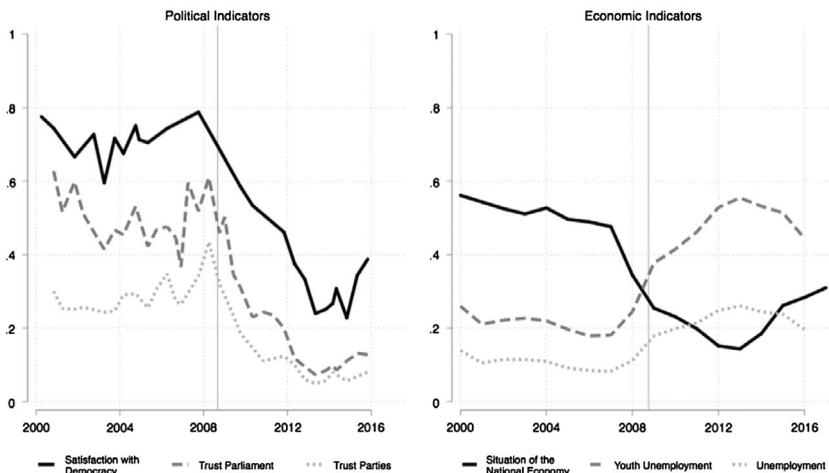 Political Indicators
1
.8
.6
.4
.2
0
2000 2004 2008 2012 2016
Satisfaction with
Democracy
Trust Parliament
Trust Parties
Economic Indicators
1
.8
.6
.4
.2
0
2000 2004 2008 2012 2016
Situation of the
National Economy
Youth Unemployment
Unemployment